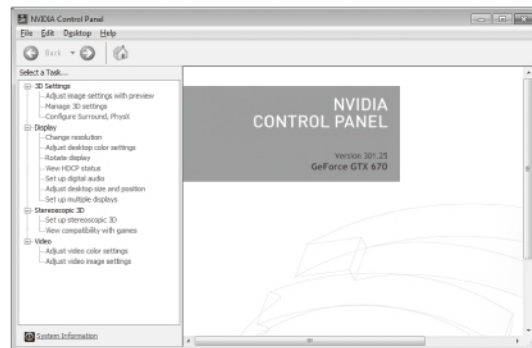 NVIDIA Control Panel
File Edit Desktop Help
Back
Select a Task...
3D Settings
Adjust image settings with preview
Manage 3D settings
Configure Surround, PhysX
Display
Change resolution
Adjust desktop color settings
Rotate display
View HDCP status
Set up digital audio
Adjust desktop size and position
Set up multiple displays
Stereoscopic 3D
Set up stereoscopic 3D
View compatibility with games
Video
Adjust video color settings
Adjust video image settings
System Information
NVIDIA
CONTROL PANEL
Version 301.25
GeForce GTX 670